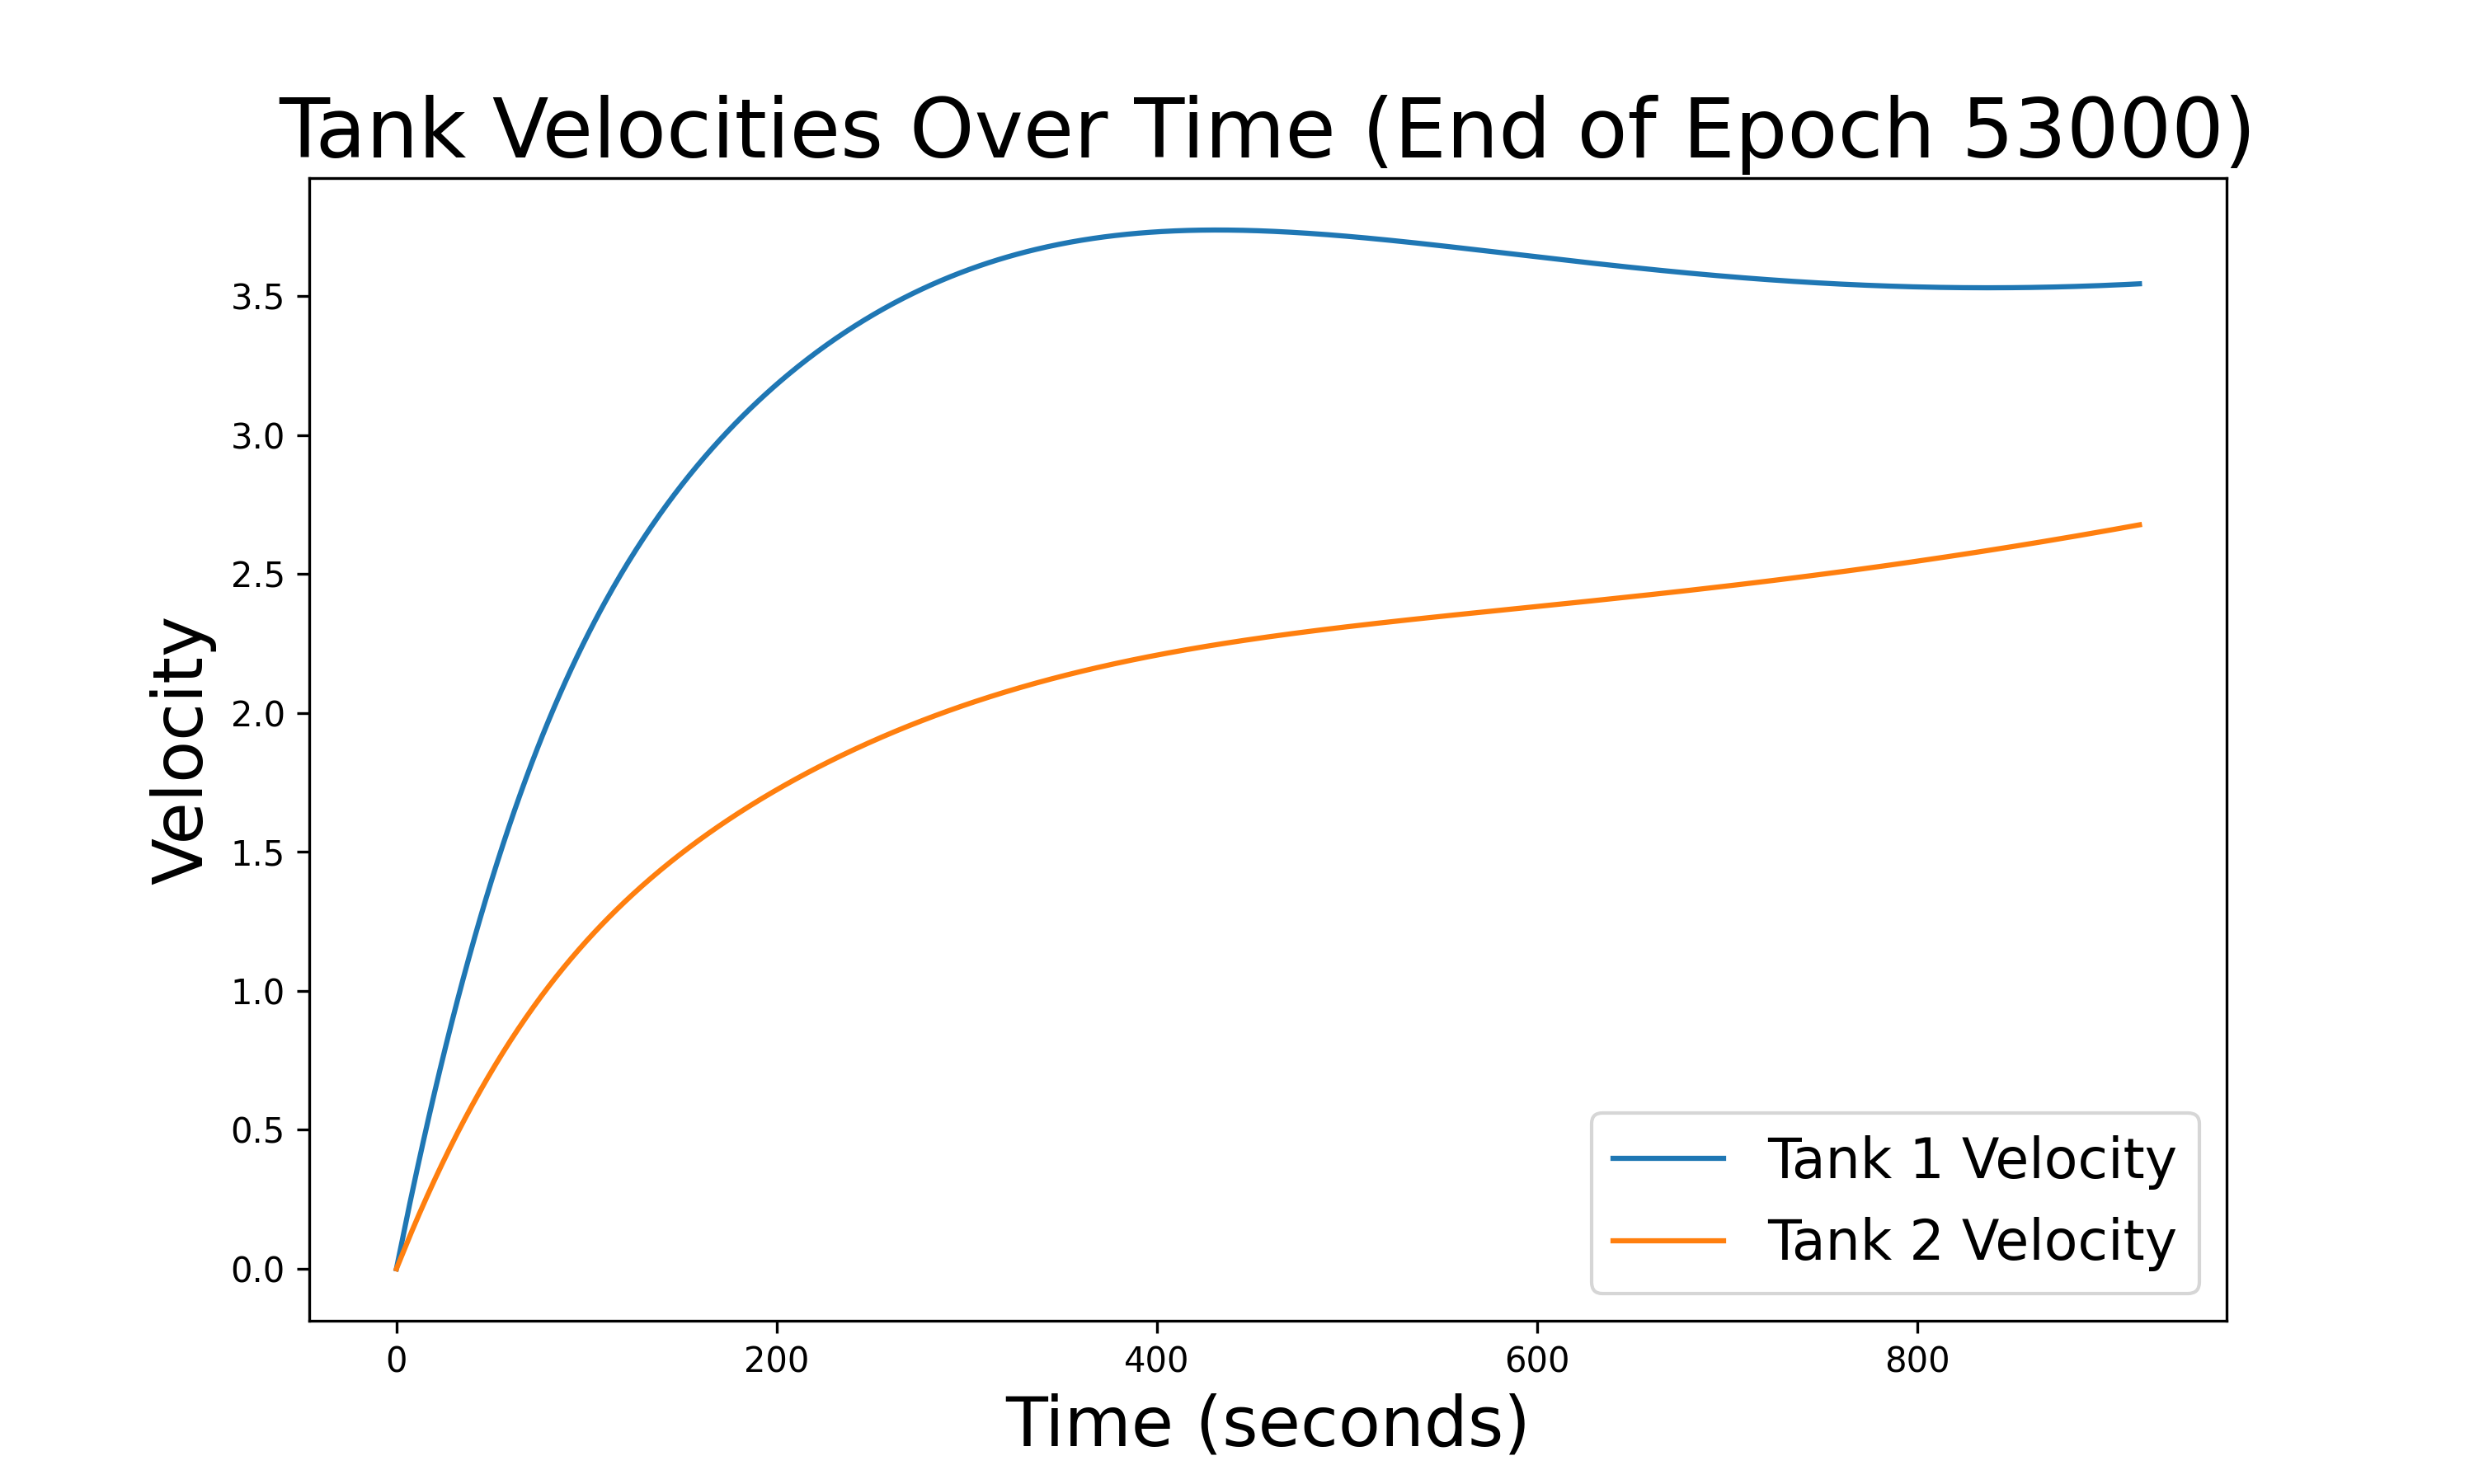 Tank Velocities Over Time (End of Epoch 53000)
Velocity
3.5
3.0
2.5
2.0
1.5
1.0
0.5
0.0
Tank 1 Velocity
Tank 2 Velocity
0 200 400 600 800
Time (seconds)